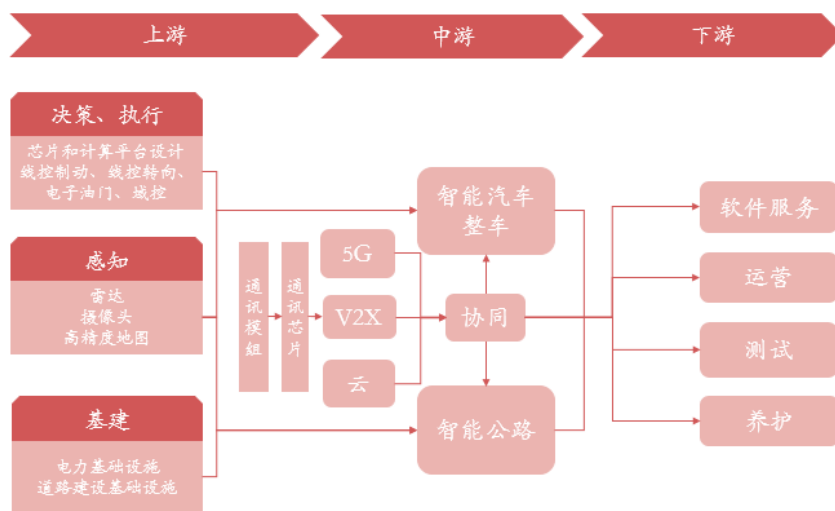 上游
中游
下游
决策、执行
芯片和计算平台设计
线控制动、线控转向、
电子油门、域控
感知
雷达
摄像头
高精度地图
基建
电力基础设施
道路建设基础设施
通讯模组
通讯芯片
5G
V2X
云
智能汽车
整车
协同
智能公路
软件服务
运营
测试
养护